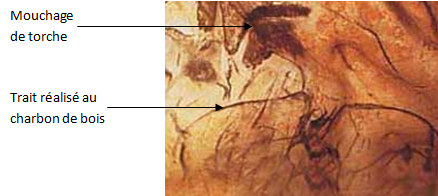 Mouchage
de torche
Trait réalisé au
charbon de bois